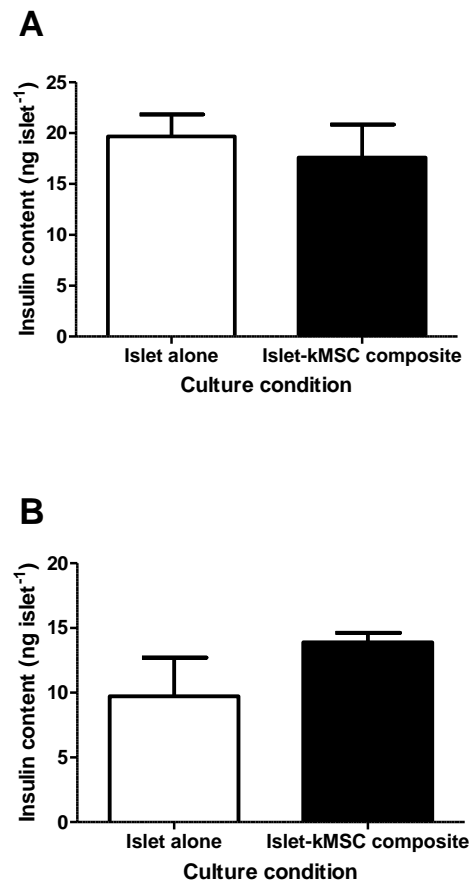 A
Insulin content (ng islet⁻¹)
25
20
15
10
5
0
Islet alone
Islet-kMSC composite
Culture condition
B
Insulin content (ng islet⁻¹)
20
15
10
5
0
Islet alone
Islet-kMSC composite
Culture condition